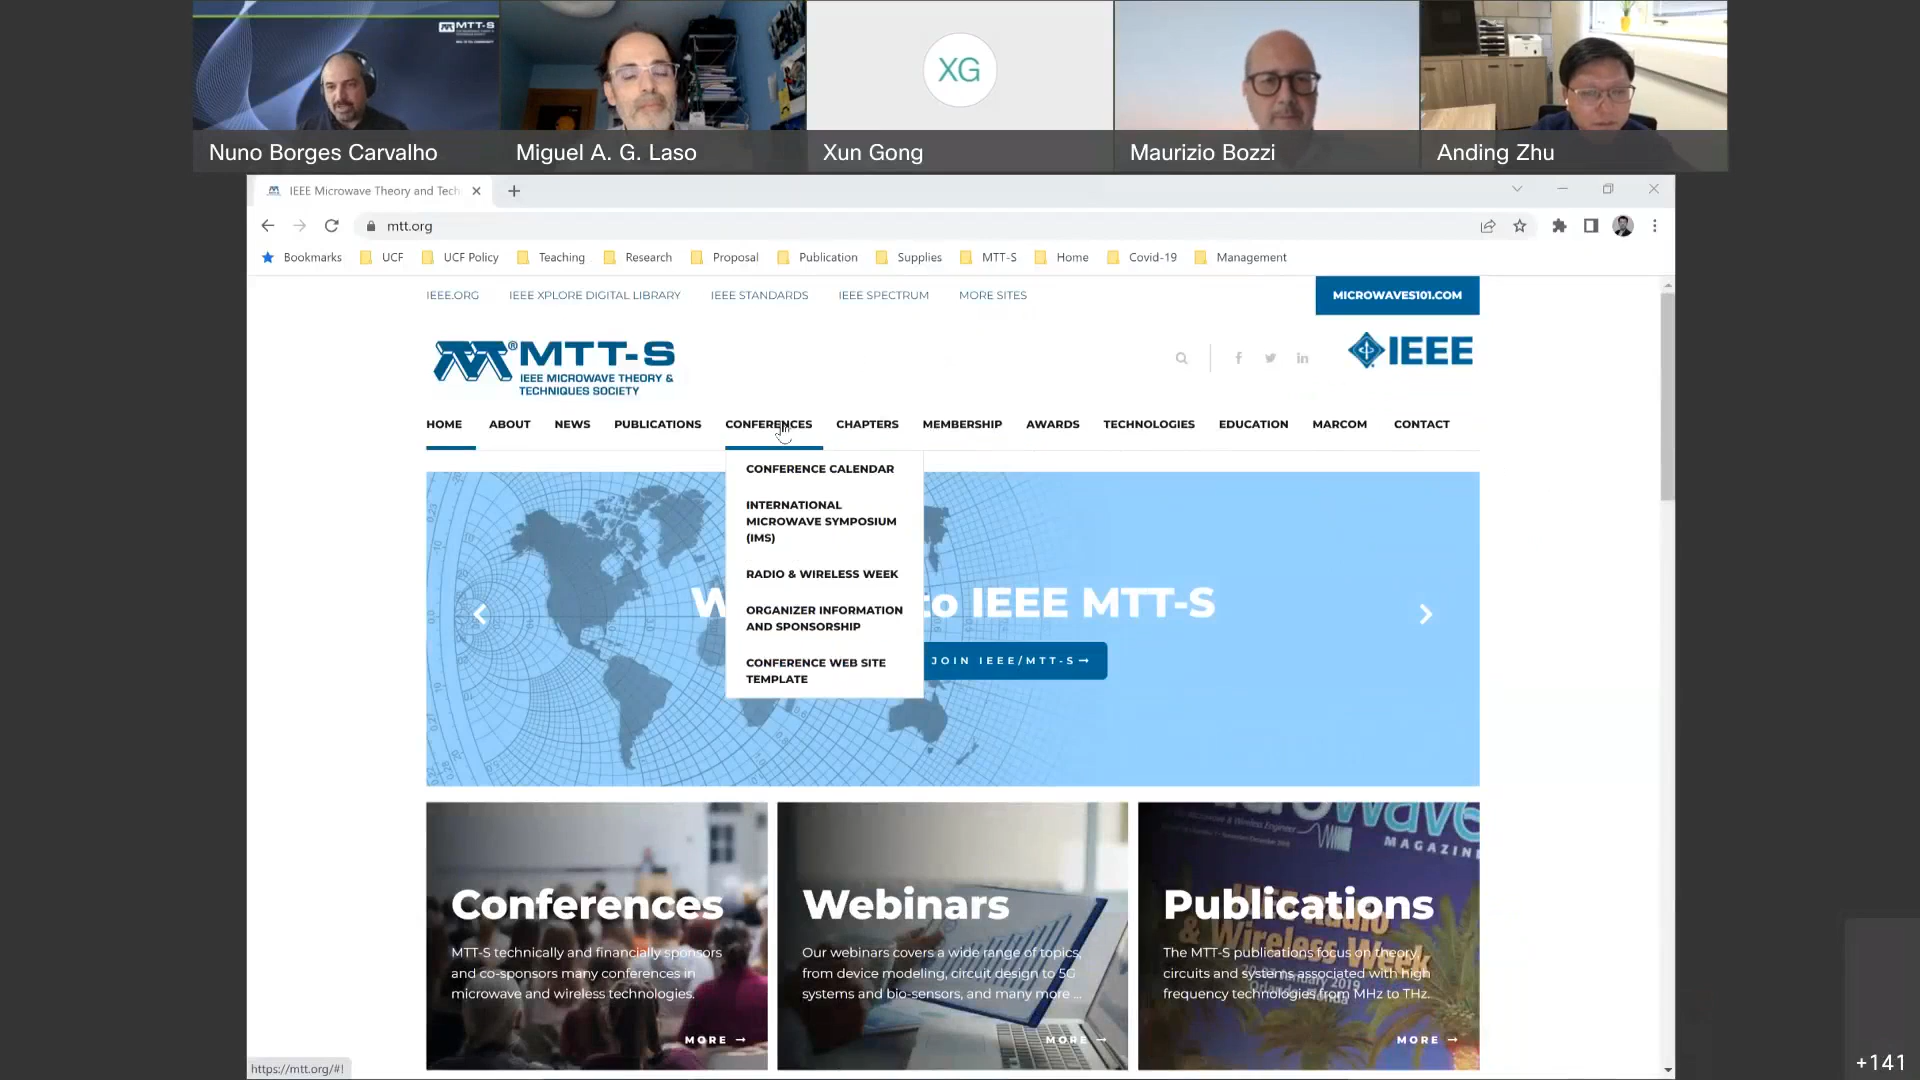 MTT-S
Nuno Borges Carvalho
Miguel A. G. Laso
XG
Xun Gong
Maurizio Bozzi
Anding Zhu
IEEE Microwave Theory and Tech
mtt.org
Bookmarks
UCF
UCF Policy
Teaching
Research
Proposal
Publication
Supplies
MTT-S
Home
Covid-19
Management
IEEE.ORG
IEEE XPLORE DIGITAL LIBRARY
IEEE STANDARDS
IEEE SPECTRUM
MORE SITES
MICROWAVES101.COM
®MTT-S
IEEE MICROWAVE THEORY &
TECHNIQUES SOCIETY
IEEE
HOME
ABOUT
NEWS
PUBLICATIONS
CONFERENCES
CHAPTERS
MEMBERSHIP
AWARDS
TECHNOLOGIES
EDUCATION
MARCOM
CONTACT
CONFERENCE CALENDAR
INTERNATIONAL
MICROWAVE SYMPOSIUM
(IMS)
RADIO & WIRELESS WEEK
ORGANIZER INFORMATION
AND SPONSORSHIP
CONFERENCE WEB SITE
TEMPLATE
to IEEE MTT-S
JOIN IEEE/MTT-S→
Conferences
MTT-S technically and financially sponsors
and co-sponsors many conferences in
microwave and wireless technologies.
MORE →
Webinars
Our webinars covers a wide range of topics,
from device modeling, circuit design to 5G
systems and bio-sensors, and many more ...
MORE →
MAGAZIN
Publications
The MTT-S publications focus on theory,
circuits and systems associated with high
frequency technologies from MHz to THz.
MORE →
https://mtt.org/#!
+141